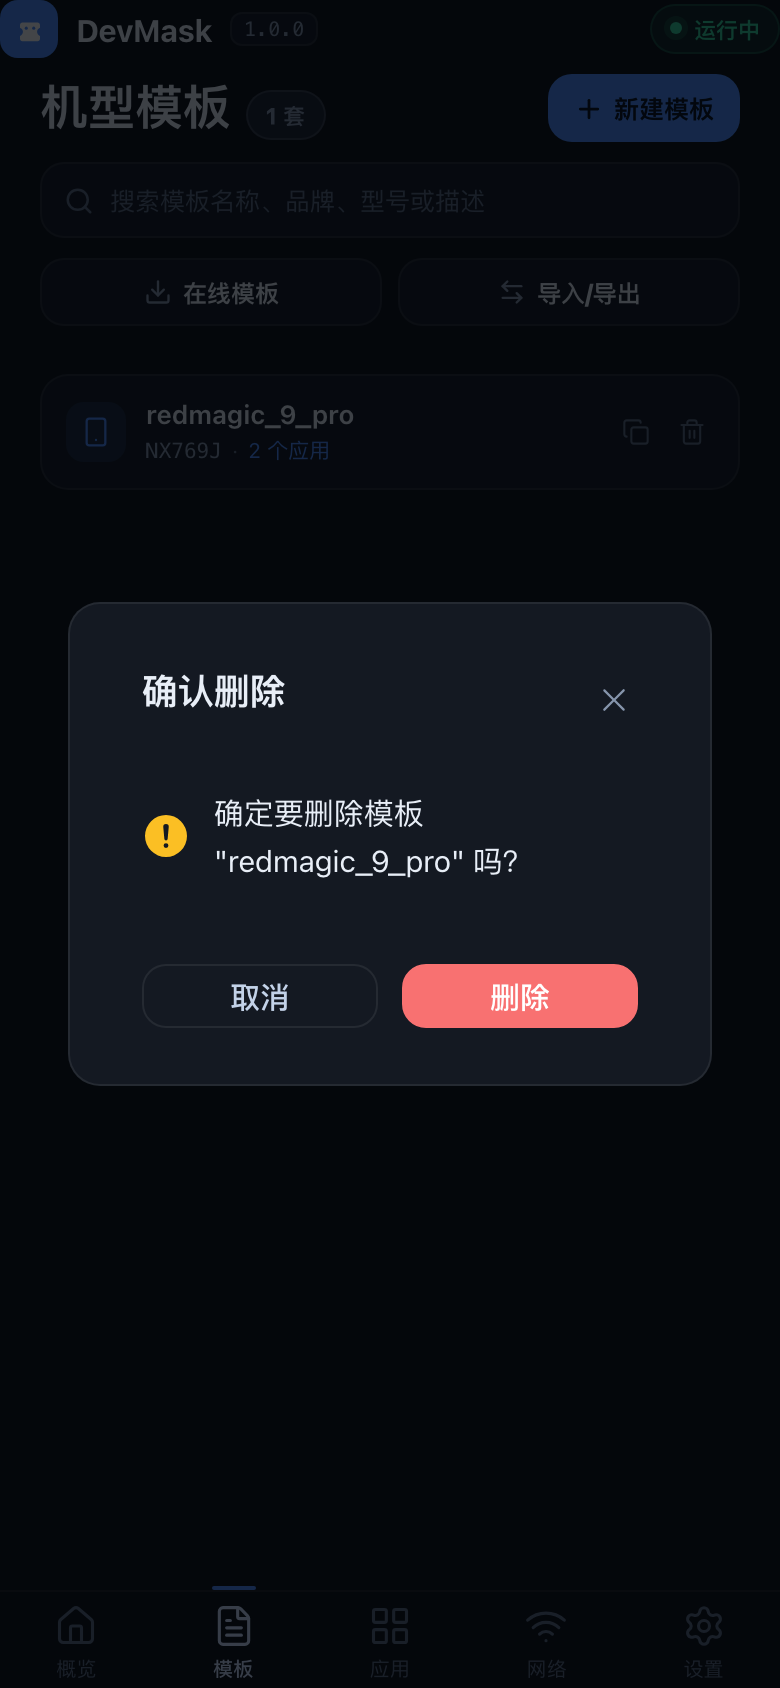 DevMask 1.0.0 运行中
机型模板 1 套 新建模板
搜索模板名称、品牌、型号或描述
在线模板 导入/导出
redmagic_9_pro
NX769J · 2 个应用
确认删除
确定要删除模板
"redmagic_9_pro" 吗?
取消 删除
概览 模板 应用 网络 设置